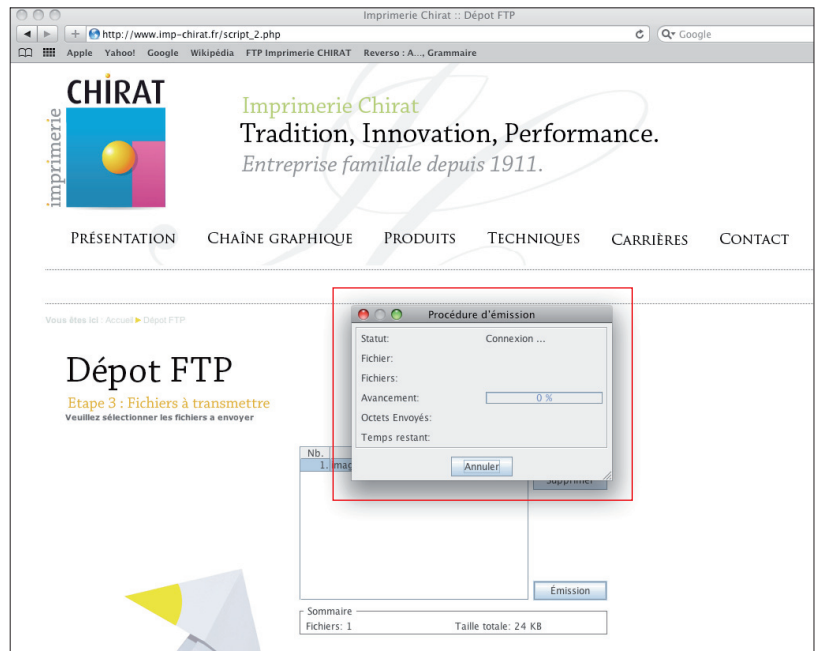 Imprimerie Chirat :: Dépot FTP
http://www.imp-chirat.fr/script_2.php
Google
Apple Yahoo! Google Wikipédia FTP Imprimerie CHIRAT Reverso : A..., Grammaire
CHIRAT
imprimerie
Imprimerie Chirat
Tradition, Innovation, Performance.
Entreprise familiale depuis 1911.
PRÉSENTATION CHAÎNE GRAPHIQUE PRODUITS TECHNIQUES CARRIÈRES CONTACT
Vous êtes ici : Accueil ► Dépot FTP
Procédure d'émission
Statut: Connexion ...
Fichier:
Fichiers:
Avancement: 0 %
Octets Envoyés:
Temps restant:
Annuler
Dépot FTP
Etape 3 : Fichiers à transmettre
Veuillez sélectionner les fichiers a envoyer
Nb.
1.
Supprimer
Émission
Sommaire
Fichiers: 1 Taille totale: 24 KB